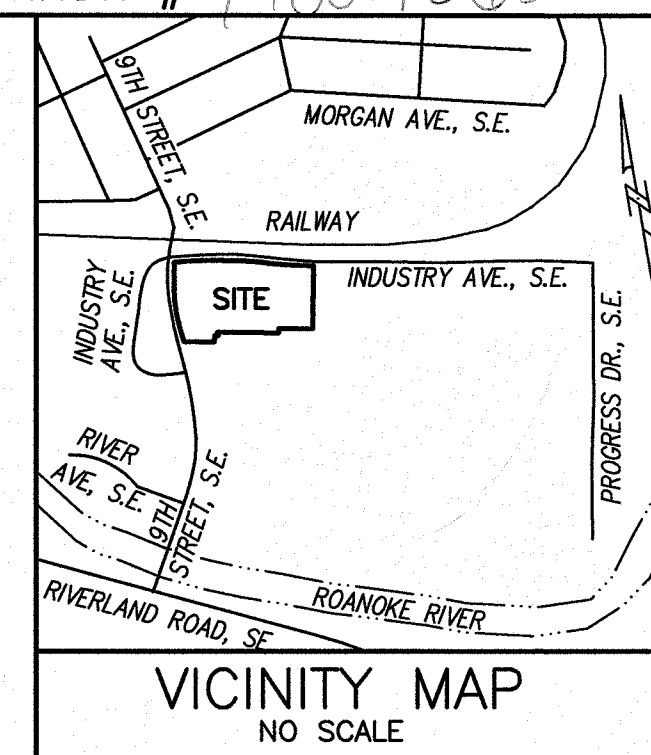 9TH STREET, S.E.
MORGAN AVE., S.E.
RAILWAY
INDUSTRY
AVE., S.E.
SITE
INDUSTRY AVE., S.E.
PROGRESS DR., S.E.
RIVER
AVE, S.E.
9TH
STREET, S.E.
ROANOKE RIVER
RIVERLAND ROAD, SE
N
VICINITY MAP
NO SCALE